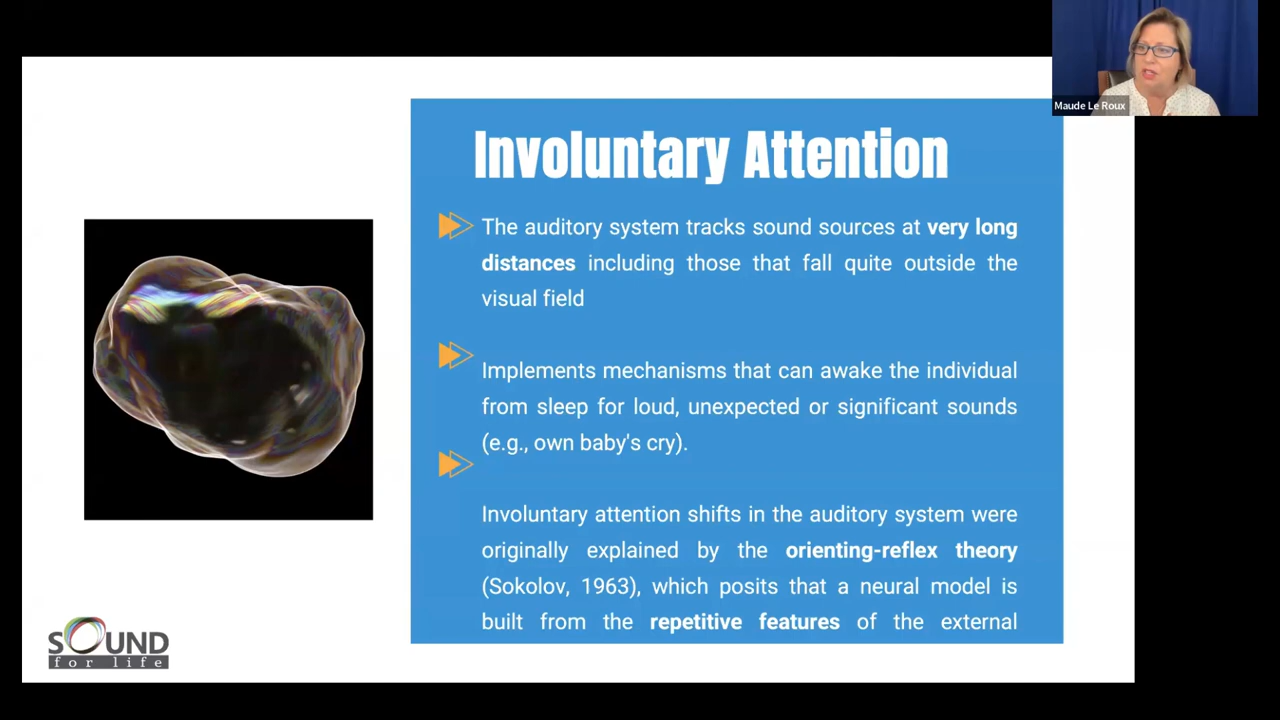 Maude Le Roux
Involuntary Attention
The auditory system tracks sound sources at very long
distances including those that fall quite outside the
visual field
Implements mechanisms that can awake the individual
from sleep for loud, unexpected or significant sounds
(e.g., own baby's cry).
Involuntary attention shifts in the auditory system were
originally explained by the orienting-reflex theory
(Sokolov, 1963), which posits that a neural model is
built from the repetitive features of the external
SOUND
for life